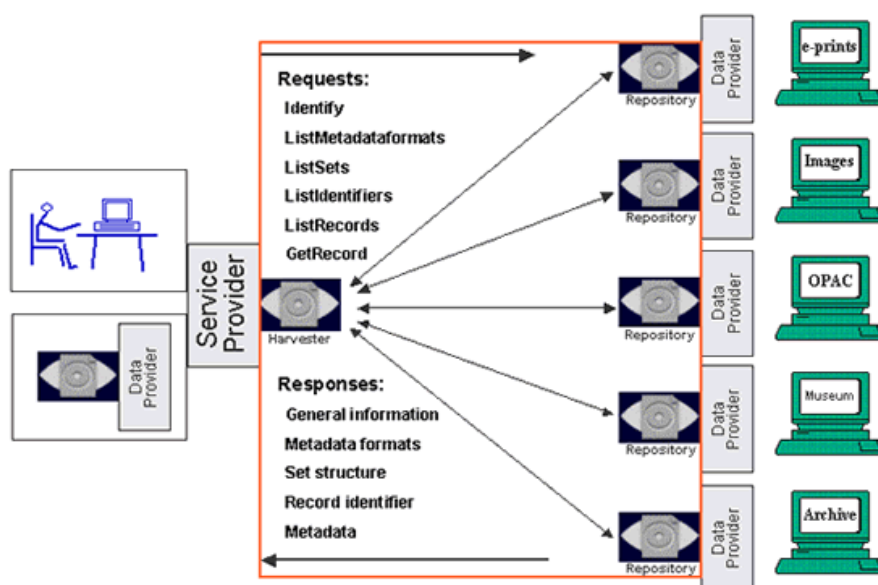 Requests:
Identify
ListMetadataformats
ListSets
ListIdentifiers
ListRecords
GetRecord
Service
Provider
Harvester
Data
Provider
Responses:
General information
Metadata formats
Set structure
Record identifier
Metadata
Repository
Data
Provider
e-prints
Repository
Data
Provider
Images
Repository
Data
Provider
OPAC
Repository
Data
Provider
Museum
Repository
Data
Provider
Archive